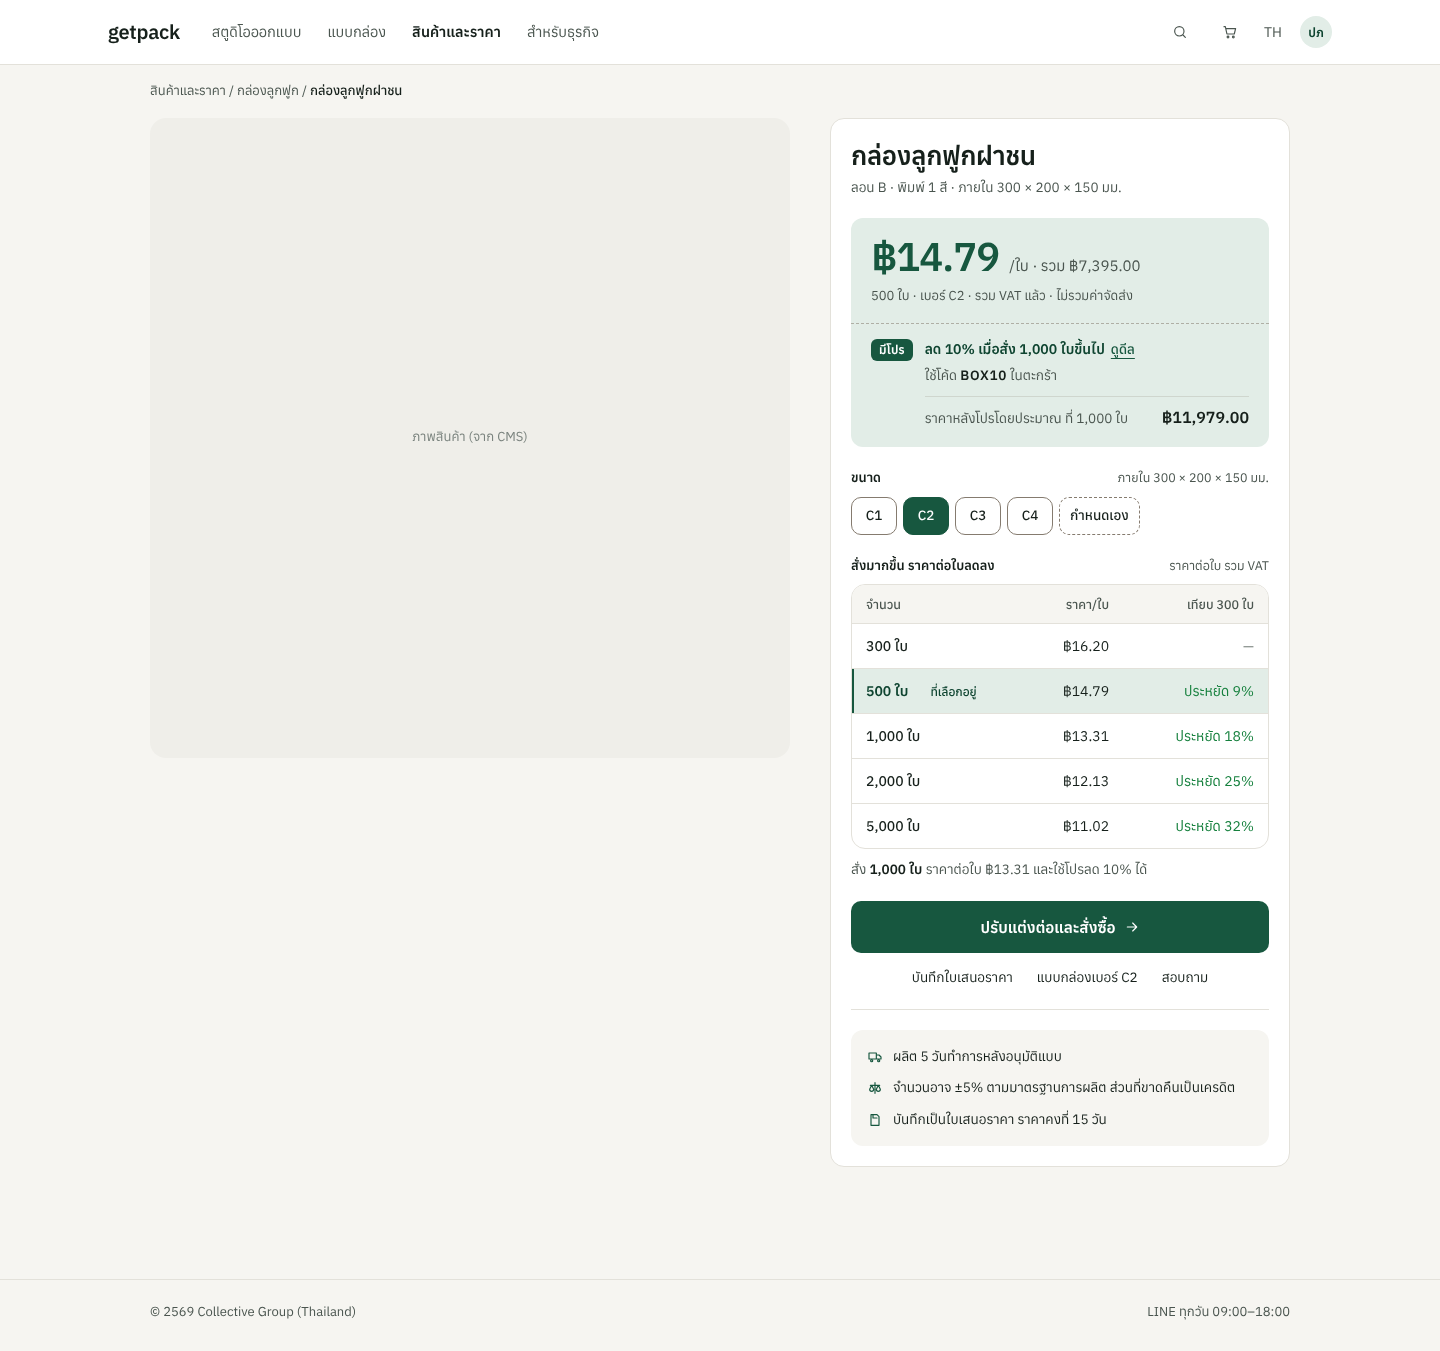 getpack สตูดิโอออกแบบ แบบกล่อง สินค้าและราคา สำหรับธุรกิจ TH ปภ
สินค้าและราคา / กล่องลูกฟูก / กล่องลูกฟูกฝาชน
ภาพสินค้า (จาก CMS)
กล่องลูกฟูกฝาชน
ลอน B · พิมพ์ 1 สี · ภายใน 300 × 200 × 150 มม.
฿14.79 /ใบ · รวม ฿7,395.00
500 ใบ · เบอร์ C2 · รวม VAT แล้ว · ไม่รวมค่าจัดส่ง
มีโปร ลด 10% เมื่อสั่ง 1,000 ใบขึ้นไป ดูดีล
ใช้โค้ด BOX10 ในตะกร้า
ราคาหลังโปรโดยประมาณ ที่ 1,000 ใบ ฿11,979.00
ขนาด ภายใน 300 × 200 × 150 มม.
C1 C2 C3 C4 กำหนดเอง
สั่งมากขึ้น ราคาต่อใบลดลง ราคาต่อใบ รวม VAT
จำนวน ราคา/ใบ เทียบ 300 ใบ
300 ใบ ฿16.20 —
500 ใบ ที่เลือกอยู่ ฿14.79 ประหยัด 9%
1,000 ใบ ฿13.31 ประหยัด 18%
2,000 ใบ ฿12.13 ประหยัด 25%
5,000 ใบ ฿11.02 ประหยัด 32%
สั่ง 1,000 ใบ ราคาต่อใบ ฿13.31 และใช้โปรลด 10% ได้
ปรับแต่งต่อและสั่งซื้อ →
บันทึกใบเสนอราคา แบบกล่องเบอร์ C2 สอบถาม
ผลิต 5 วันทำการหลังอนุมัติแบบ
จำนวนอาจ ±5% ตามมาตรฐานการผลิต ส่วนที่ขาดคืนเป็นเครดิต
บันทึกเป็นใบเสนอราคา ราคาคงที่ 15 วัน
© 2569 Collective Group (Thailand) LINE ทุกวัน 09:00–18:00